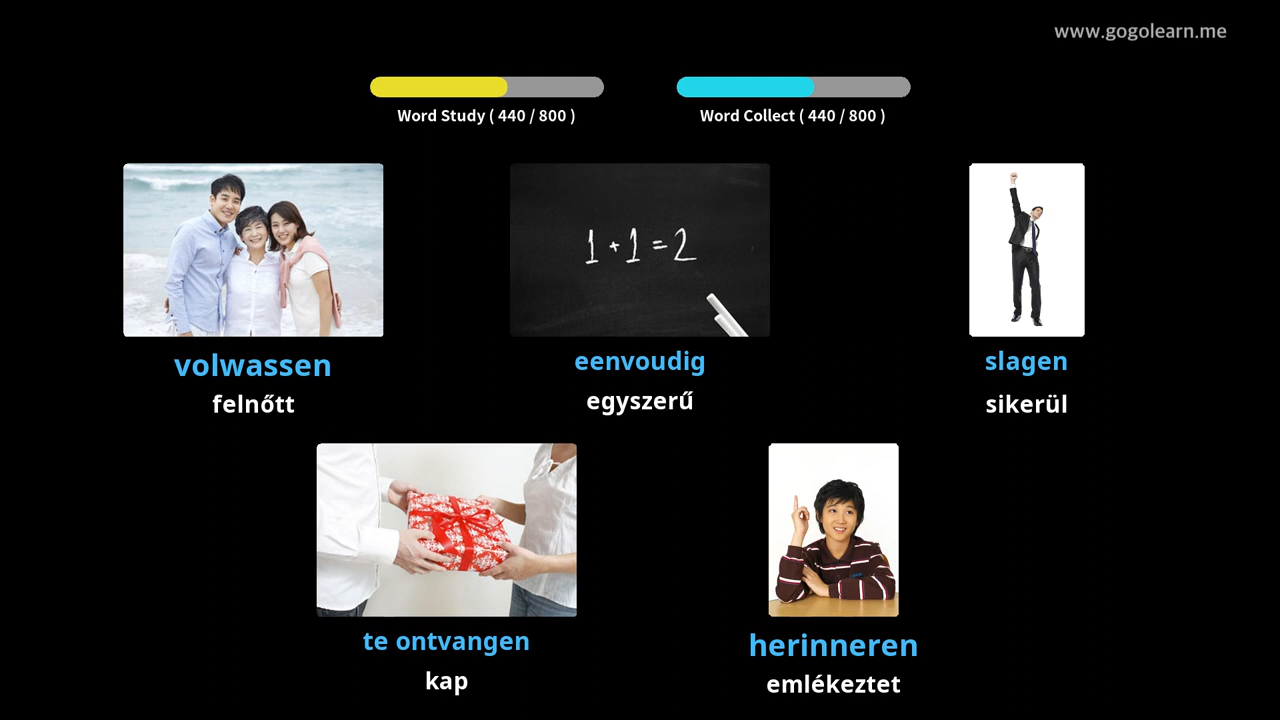 www.gogolearn.me
Word Study ( 440 / 800 )
Word Collect ( 440 / 800 )
1 + 1 = 2
volwassen
felnőtt
eenvoudig
egyszerű
slagen
sikerül
te ontvangen
kap
herinneren
emlékeztet